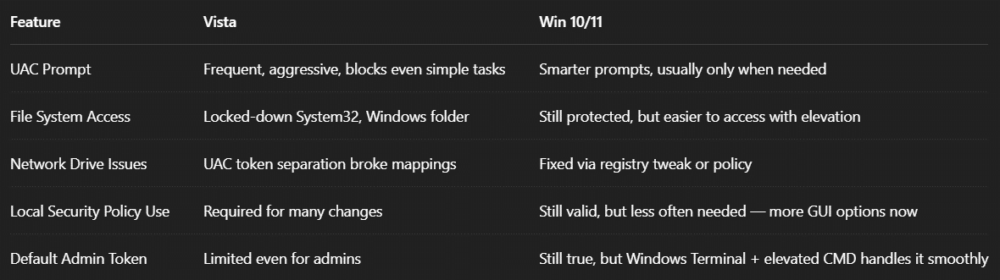 Feature Vista Win 10/11
UAC Prompt Frequent, aggressive, blocks even simple tasks Smarter prompts, usually only when needed
File System Access Locked-down System32, Windows folder Still protected, but easier to access with elevation
Network Drive Issues UAC token separation broke mappings Fixed via registry tweak or policy
Local Security Policy Use Required for many changes Still valid, but less often needed — more GUI options now
Default Admin Token Limited even for admins Still true, but Windows Terminal + elevated CMD handles it smoothly